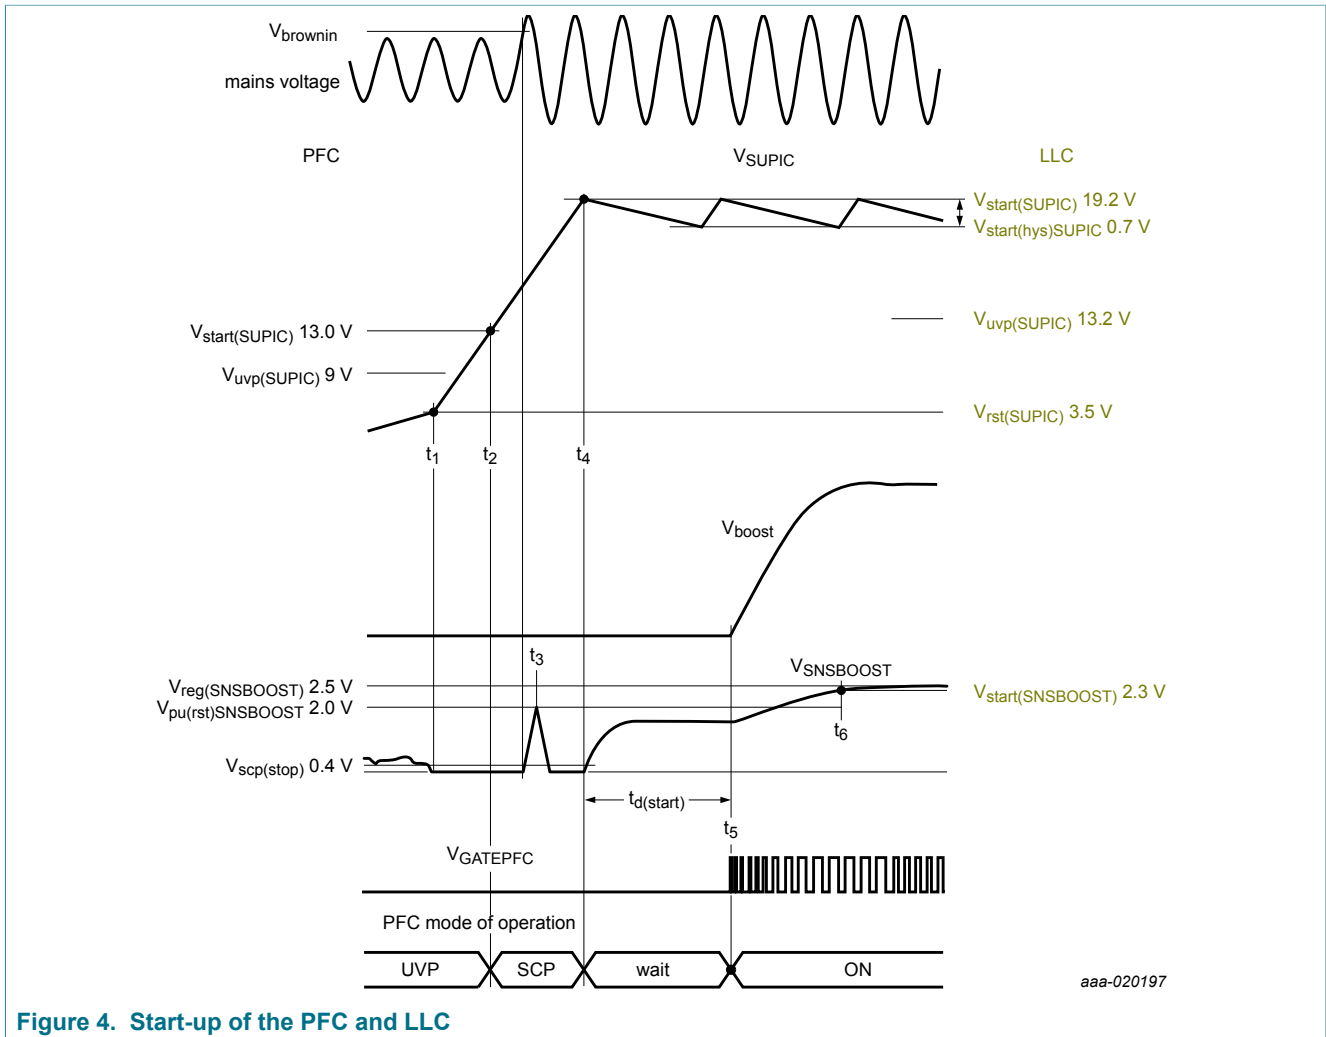 Vbrownin
mains voltage
PFC
VSUPIC
LLC
Vstart(SUPIC) 19.2 V
Vstart(hys)SUPIC 0.7 V
Vstart(SUPIC) 13.0 V
Vuvp(SUPIC) 13.2 V
Vuvp(SUPIC) 9 V
Vrst(SUPIC) 3.5 V
t1
t2
t4
Vboost
t3
VSNSBOOST
Vreg(SNSBOOST) 2.5 V
Vstart(SNSBOOST) 2.3 V
Vpu(rst)SNSBOOST 2.0 V
t6
Vscp(stop) 0.4 V
td(start)
t5
VGATEPFC
PFC mode of operation
UVP
SCP
wait
ON
aaa-020197
Figure 4. Start-up of the PFC and LLC